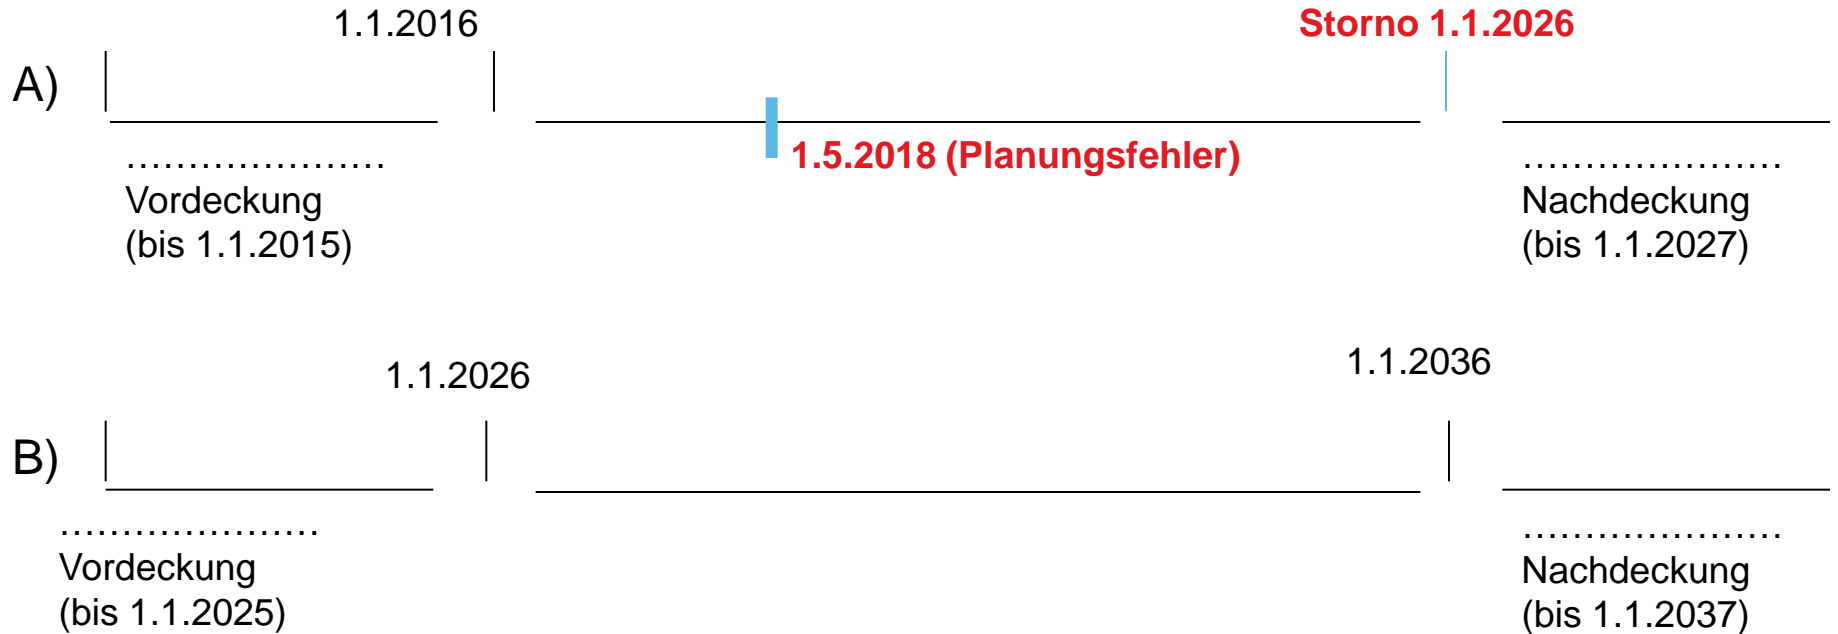 1.1.2016
Storno 1.1.2026
A)
1.5.2018 (Planungsfehler)
…………………
Vordeckung
(bis 1.1.2015)
…………………
Nachdeckung
(bis 1.1.2027)
1.1.2026
1.1.2036
B)
…………………
Vordeckung
(bis 1.1.2025)
…………………
Nachdeckung
(bis 1.1.2037)